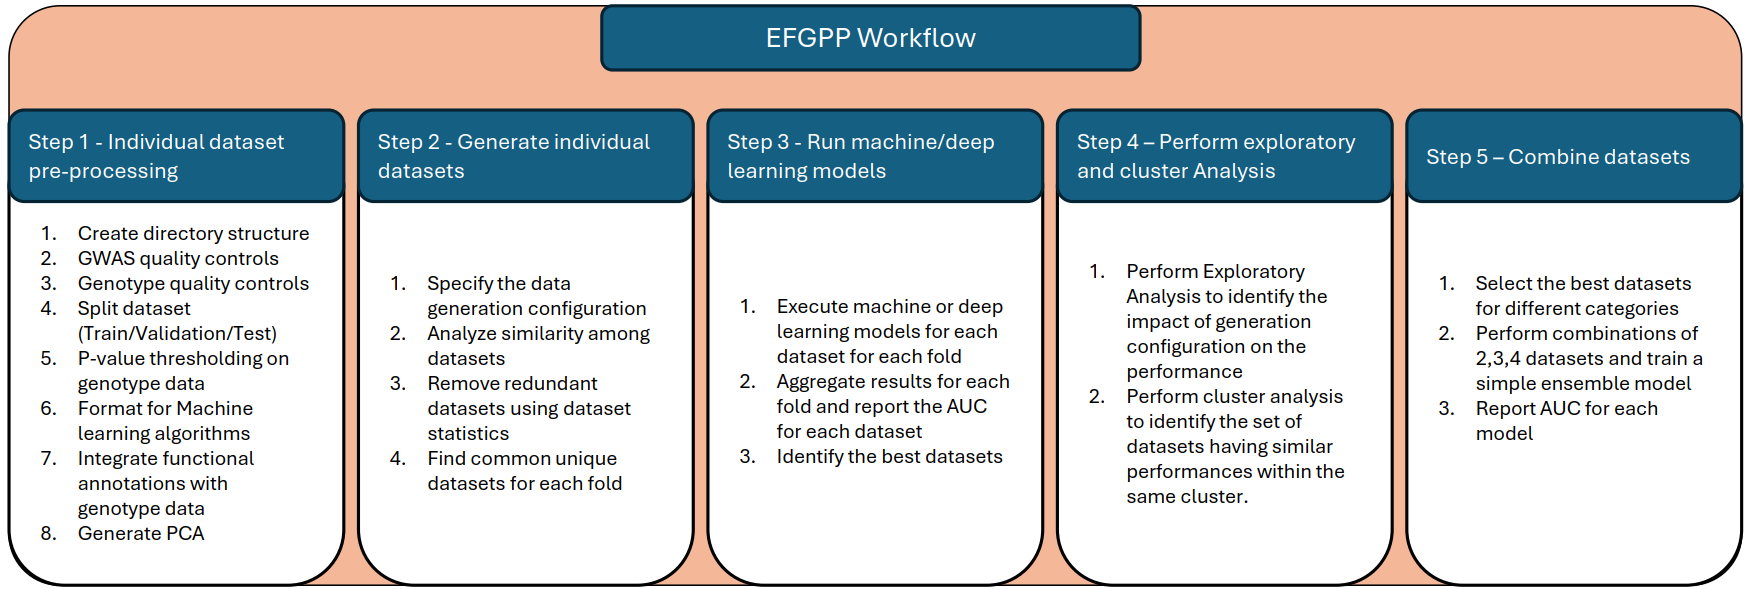 EFGPP Workflow
Step 1 - Individual dataset
pre-processing
1. Create directory structure
2. GWAS quality controls
3. Genotype quality controls
4. Split dataset
(Train/Validation/Test)
5. P-value thresholding on
genotype data
6. Format for Machine
learning algorithms
7. Integrate functional
annotations with
genotype data
8. Generate PCA
Step 2 - Generate individual
datasets
1. Specify the data
generation configuration
2. Analyze similarity among
datasets
3. Remove redundant
datasets using dataset
statistics
4. Find common unique
datasets for each fold
Step 3 - Run machine/deep
learning models
1. Execute machine or deep
learning models for each
dataset for each fold
2. Aggregate results for each
fold and report the AUC
for each dataset
3. Identify the best datasets
Step 4 – Perform exploratory
and cluster Analysis
1. Perform Exploratory
Analysis to identify the
impact of generation
configuration on the
performance
2. Perform cluster analysis
to identify the set of
datasets having similar
performances within the
same cluster.
Step 5 – Combine datasets
1. Select the best datasets
for different categories
2. Perform combinations of
2,3,4 datasets and train a
simple ensemble model
3. Report AUC for each
model